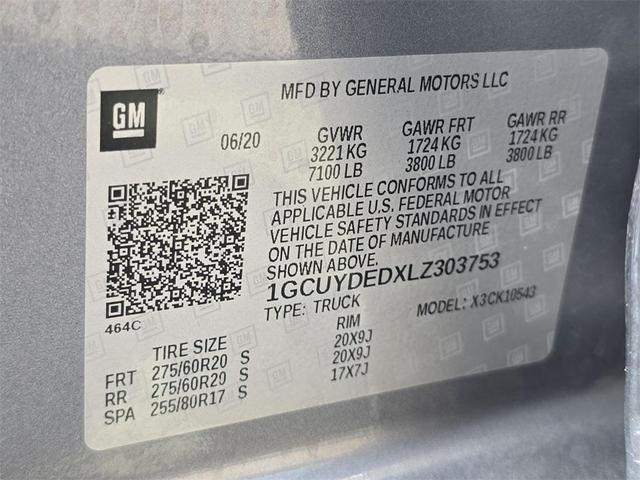 MFD BY GENERAL MOTORS LLC
GM
06/20 GVWR GAWR FRT GAWR RR
3221 KG 1724 KG 1724 KG
7100 LB 3800 LB 3800 LB
THIS VEHICLE CONFORMS TO ALL
APPLICABLE U.S. FEDERAL MOTOR
VEHICLE SAFETY STANDARDS IN EFFECT
ON THE DATE OF MANUFACTURE
SHOWN ABOVE.
1GCUYDEDXLZ303753
TYPE: TRUCK MODEL: X3CK10543
464C
TIRE SIZE RIM
FRT 275/60R20 S 20X9J
RR 275/60R20 S 20X9J
SPA 255/80R17 S 17X7J